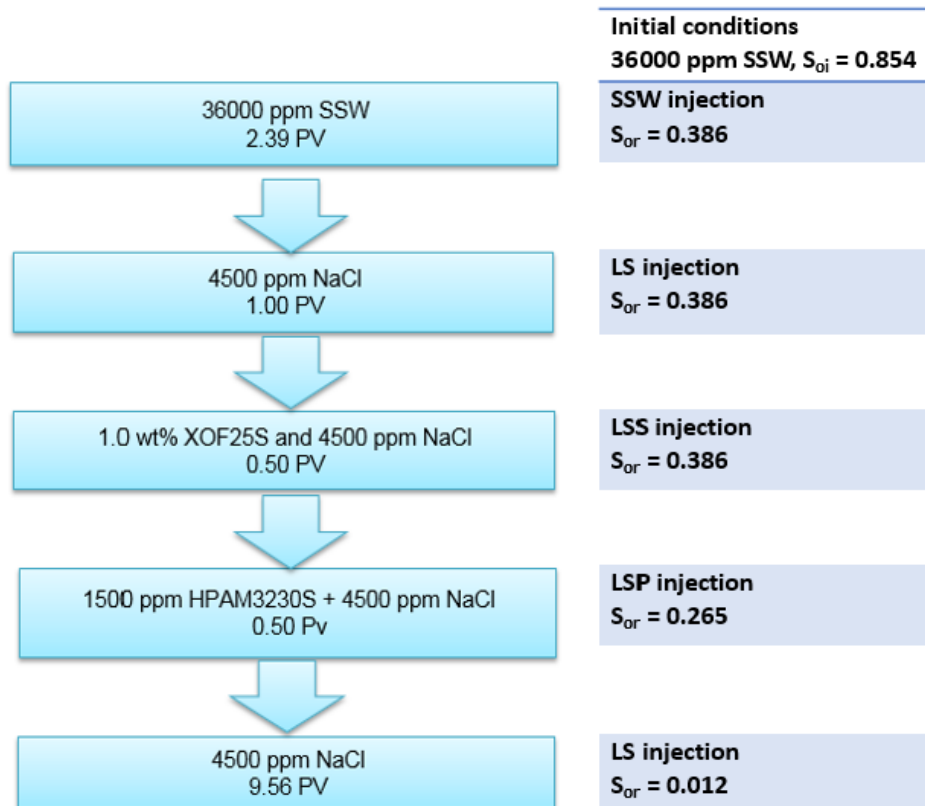 Initial conditions
36000 ppm SSW, Soi = 0.854
36000 ppm SSW
2.39 PV
SSW injection
Sor = 0.386
4500 ppm NaCl
1.00 PV
LS injection
Sor = 0.386
1.0 wt% XOF25S and 4500 ppm NaCl
0.50 PV
LSS injection
Sor = 0.386
1500 ppm HPAM3230S + 4500 ppm NaCl
0.50 Pv
LSP injection
Sor = 0.265
4500 ppm NaCl
9.56 PV
LS injection
Sor = 0.012